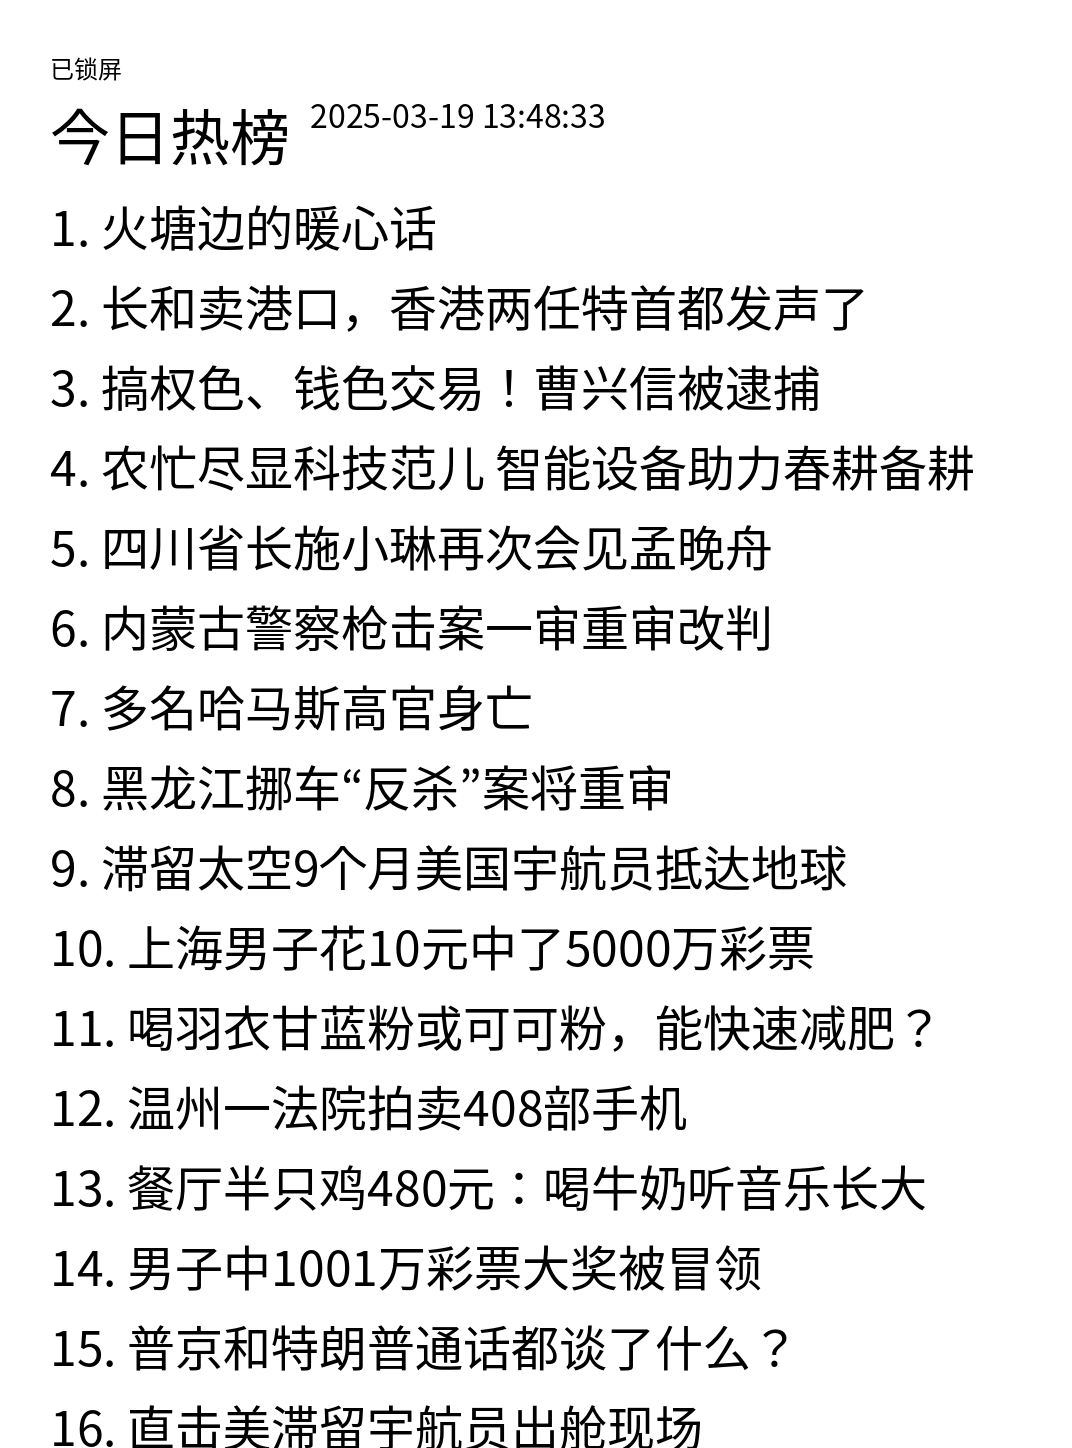 已锁屏
今日热榜 2025-03-19 13:48:33
1. 火塘边的暖心话
2. 长和卖港口，香港两任特首都发声了
3. 搞权色、钱色交易！曹兴信被逮捕
4. 农忙尽显科技范儿 智能设备助力春耕备耕
5. 四川省长施小琳再次会见孟晚舟
6. 内蒙古警察枪击案一审重审改判
7. 多名哈马斯高官身亡
8. 黑龙江挪车“反杀”案将重审
9. 滞留太空9个月美国宇航员抵达地球
10. 上海男子花10元中了5000万彩票
11. 喝羽衣甘蓝粉或可可粉，能快速减肥？
12. 温州一法院拍卖408部手机
13. 餐厅半只鸡480元：喝牛奶听音乐长大
14. 男子中1001万彩票大奖被冒领
15. 普京和特朗普通话都谈了什么？
16. 直击美滞留宇航员出舱现场